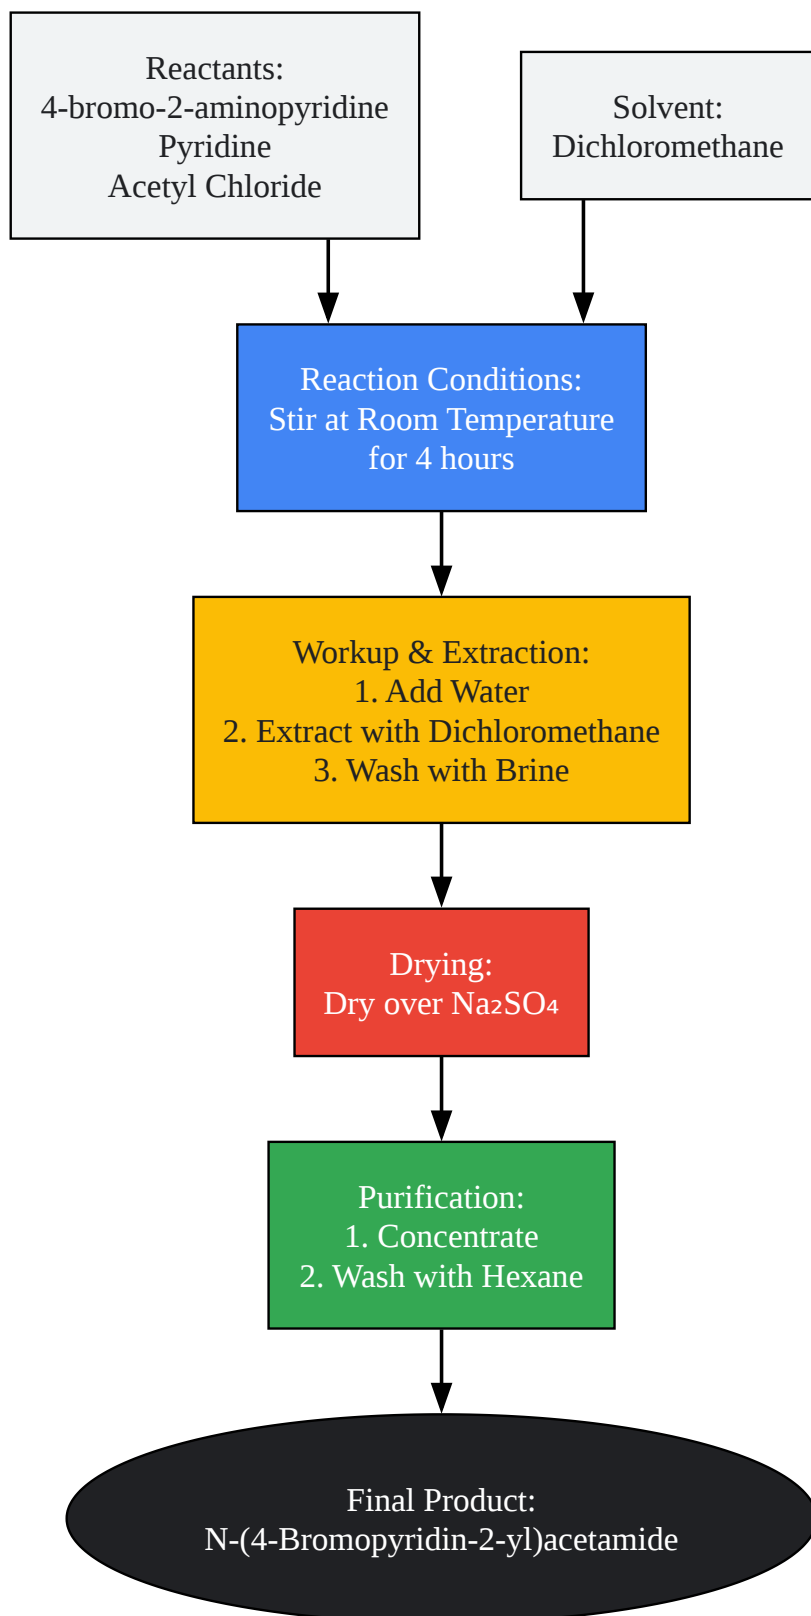 Reactants:
4-bromo-2-aminopyridine
Pyridine
Acetyl Chloride
Solvent:
Dichloromethane
Reaction Conditions:
Stir at Room Temperature
for 4 hours
Workup & Extraction:
1. Add Water
2. Extract with Dichloromethane
3. Wash with Brine
Drying:
Dry over Na₂SO₄
Purification:
1. Concentrate
2. Wash with Hexane
Final Product:
N-(4-Bromopyridin-2-yl)acetamide